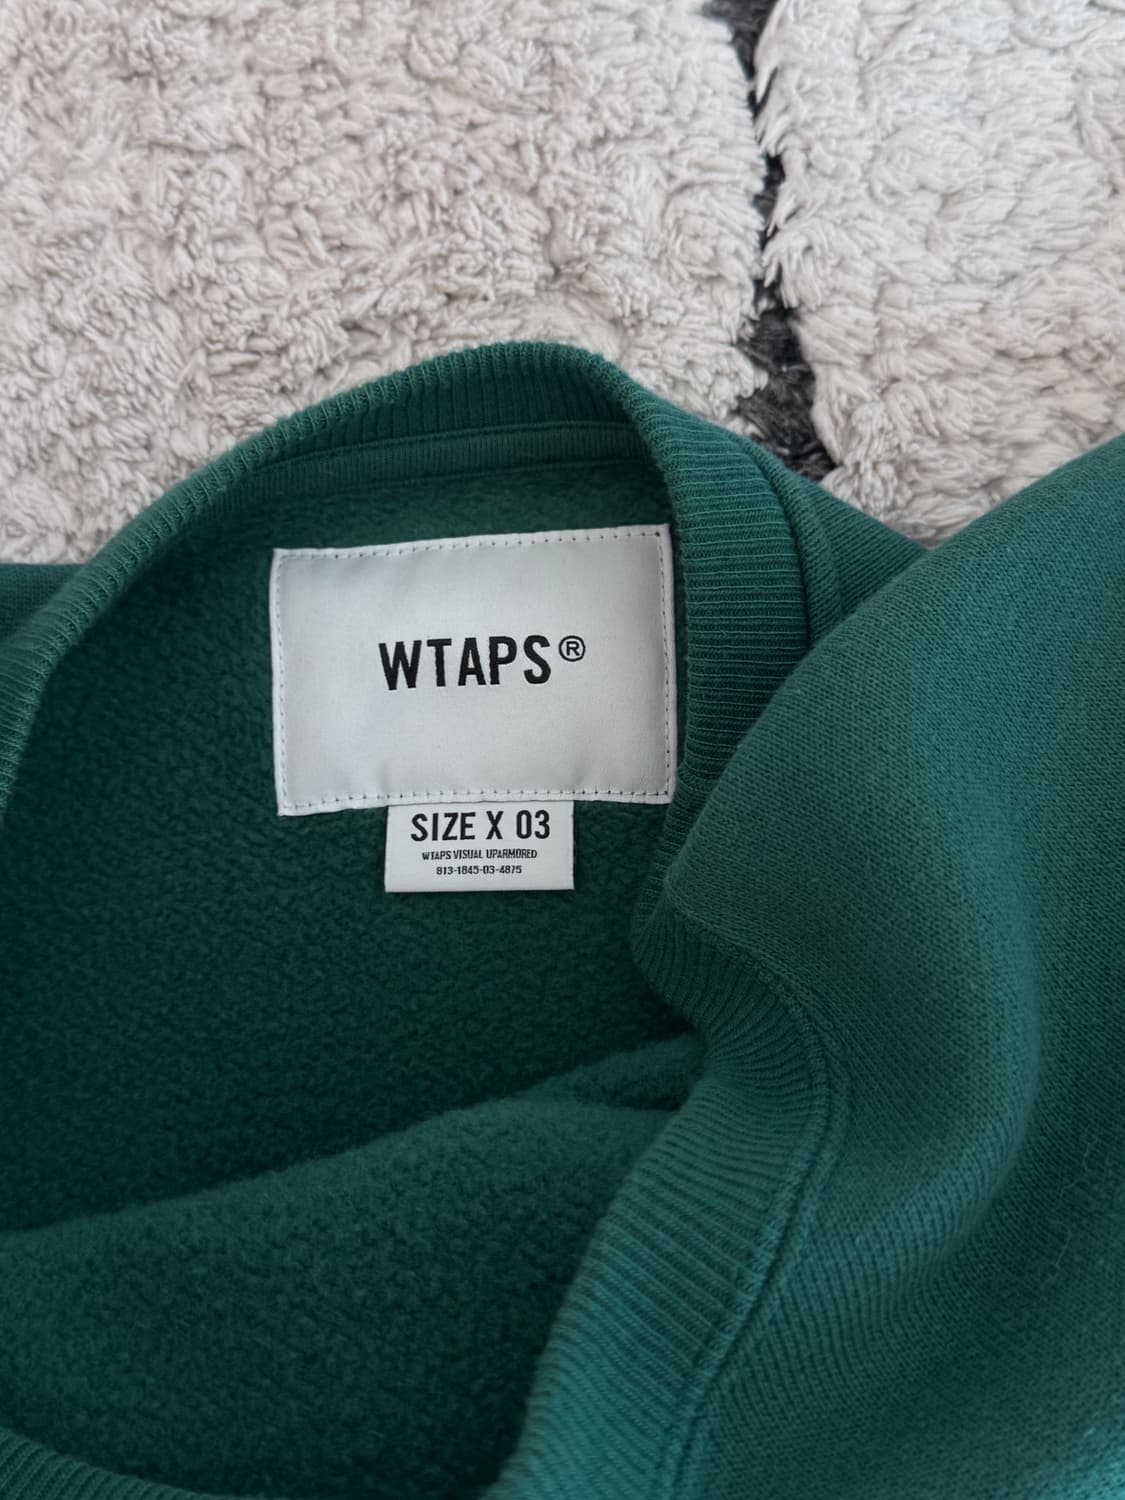 WTAPS®
SIZE X 03
WTAPS VISUAL UPARMORED
813-1845-03-4875